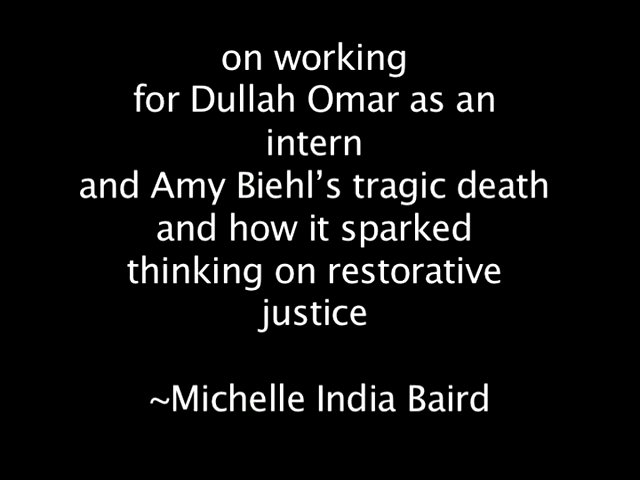 on working
for Dullah Omar as an
intern
and Amy Biehl’s tragic death
and how it sparked
thinking on restorative
justice
~Michelle India Baird